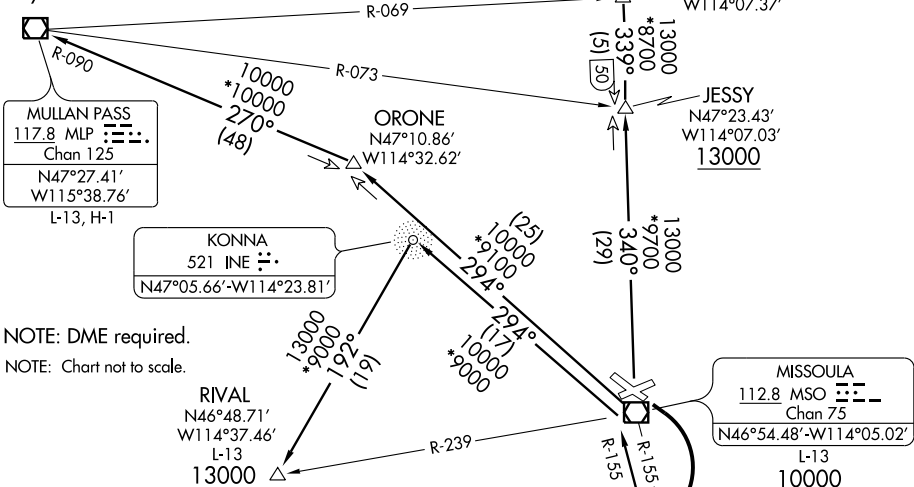 R-069
W114°07.37'
13000
*8700
339°
(5)
50
R-090
R-073
MULLAN PASS
117.8 MLP
Chan 125
N47°27.41'
W115°38.76'
L-13, H-1
10000
*10000
270°
(48)
ORONE
N47°10.86'
W114°32.62'
JESSY
N47°23.43'
W114°07.03'
13000
13000
*9700
340°
(29)
KONNA
521 INE
N47°05.66'-W114°23.81'
(25)
10000
*9100
294°
294°
(17)
10000
*9000
NOTE: DME required.
NOTE: Chart not to scale.
13000
*9000
192°
(19)
RIVAL
N46°48.71'
W114°37.46'
L-13
13000
R-239
MISSOULA
112.8 MSO
Chan 75
N46°54.48'-W114°05.02'
L-13
10000
R-155
R-155